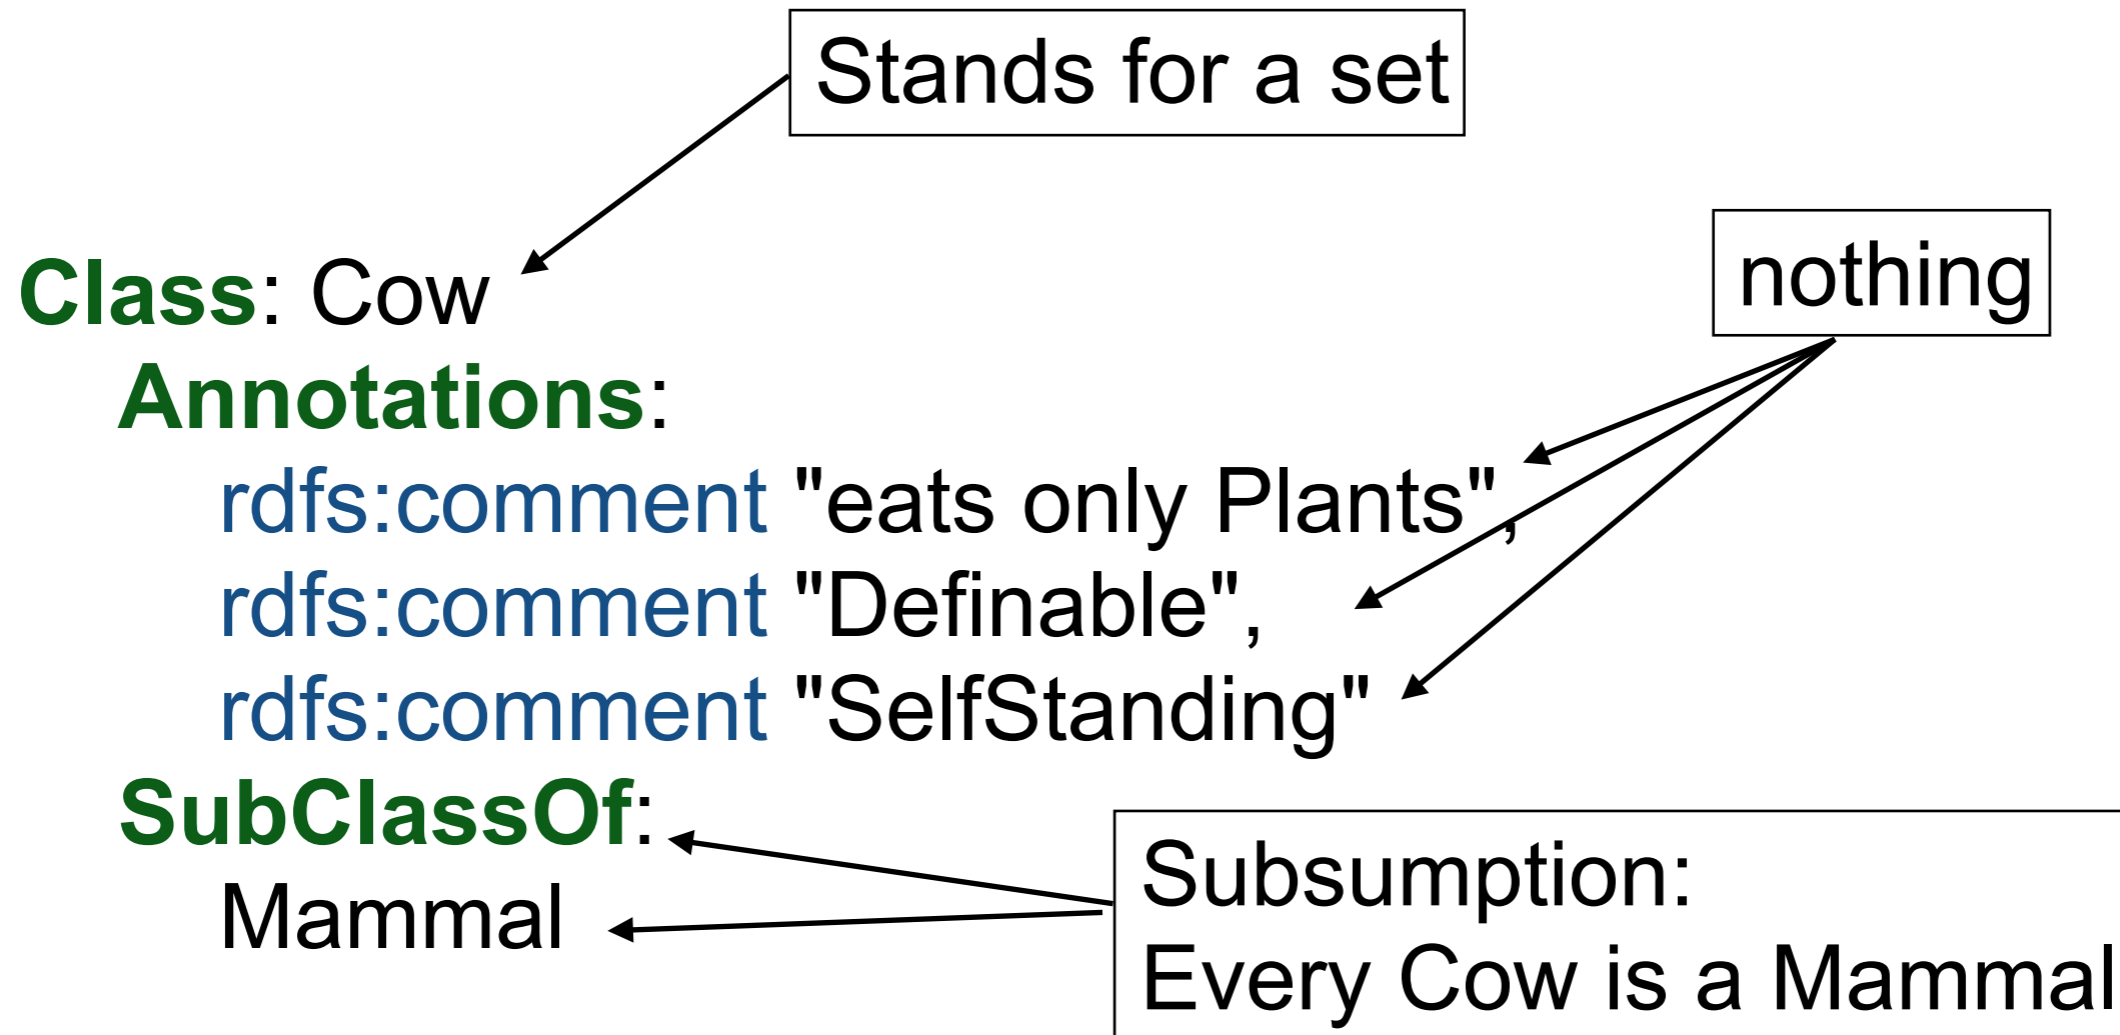 Stands for a set
nothing
Class: Cow
Annotations:
rdfs:comment "eats only Plants",
rdfs:comment "Definable",
rdfs:comment "SelfStanding"
SubClassOf:
Mammal
Subsumption:
Every Cow is a Mammal